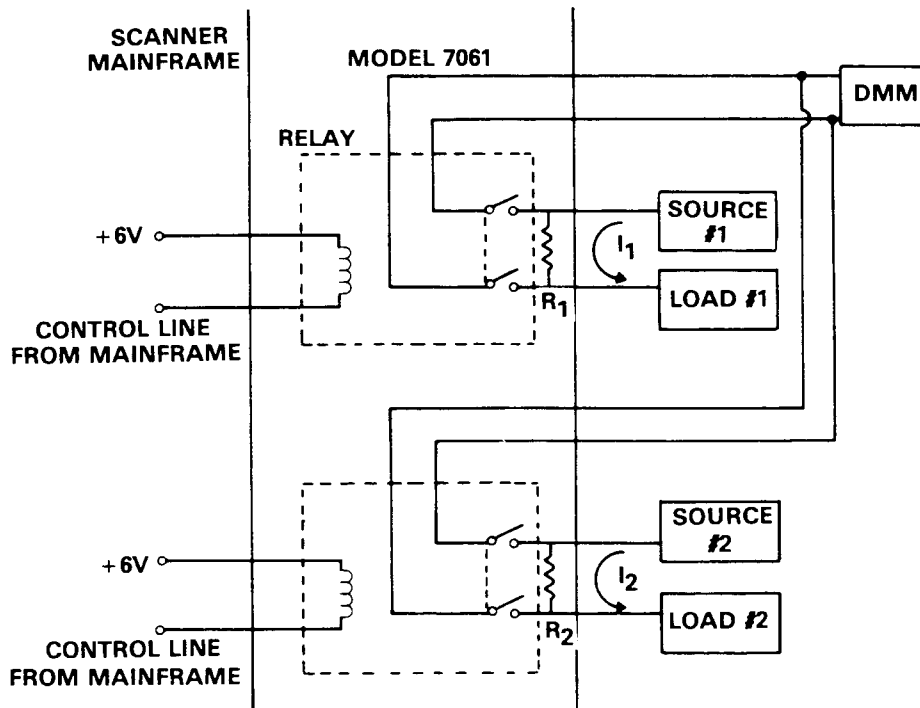 SCANNER
MAINFRAME
MODEL 7061
DMM
RELAY
+6V
SOURCE
#1
I1
LOAD #1
R1
CONTROL LINE
FROM MAINFRAME
SOURCE
#2
+6V
I2
LOAD #2
R2
CONTROL LINE
FROM MAINFRAME